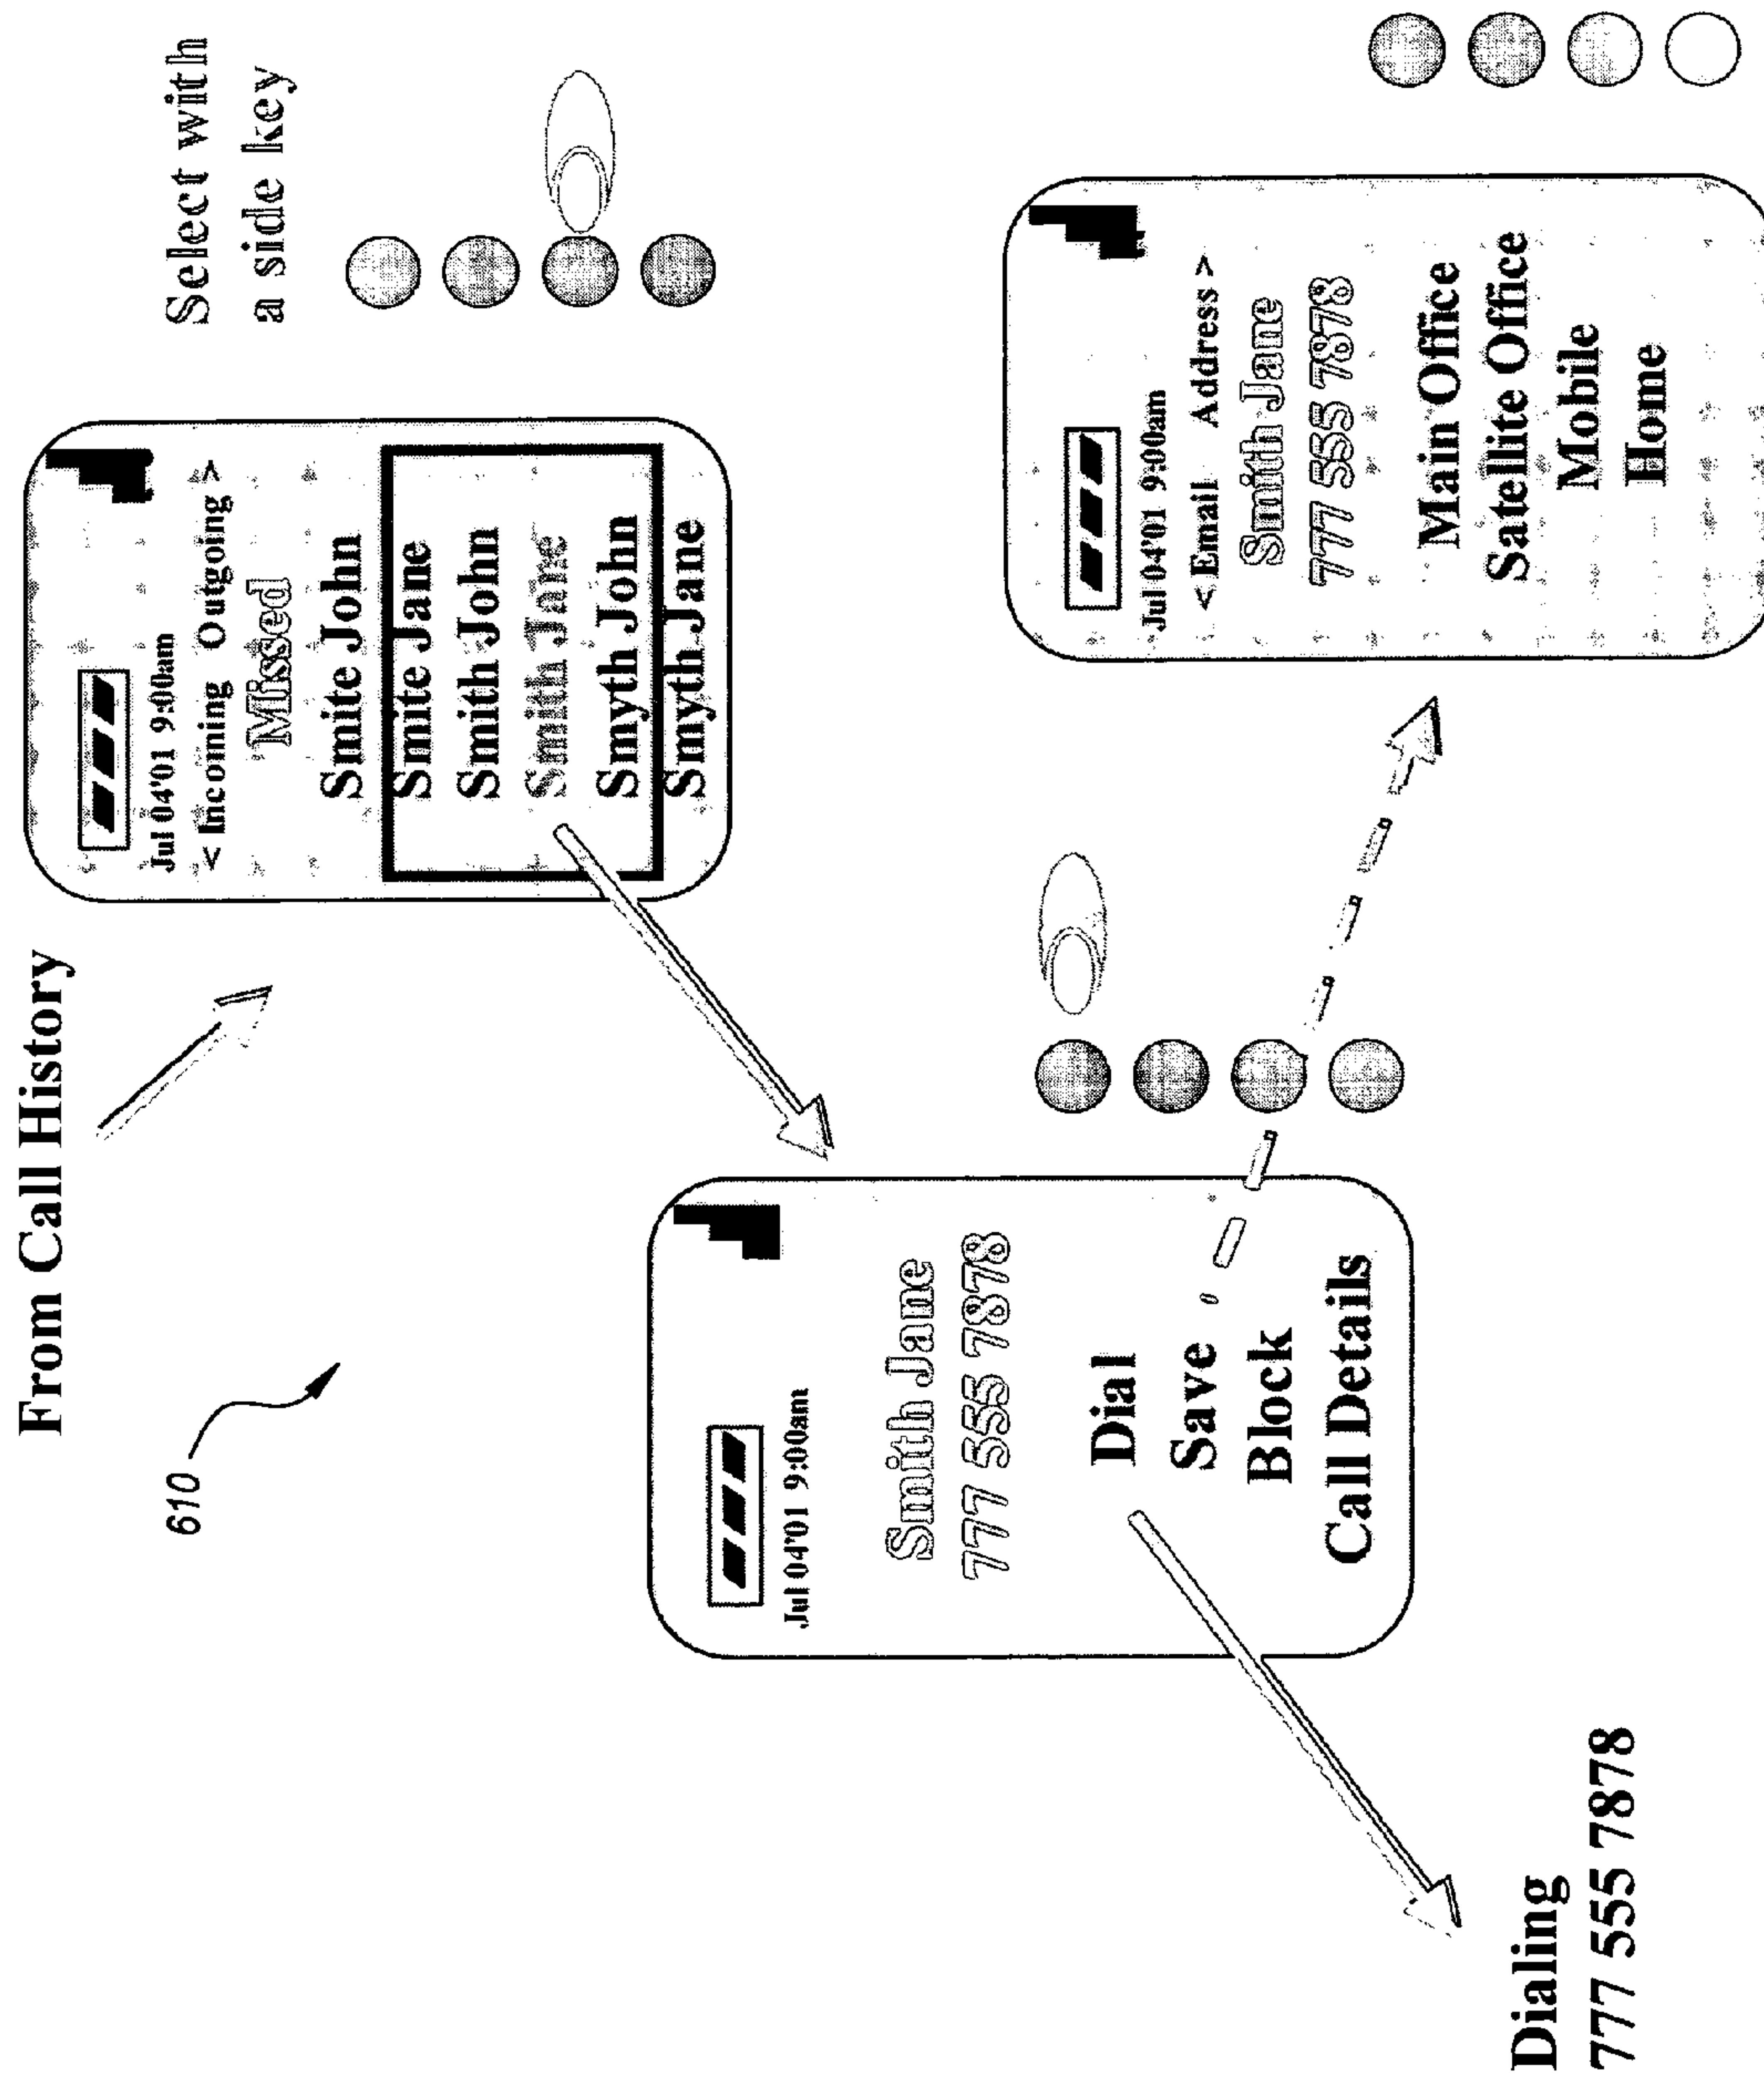 From Call History
610
Select with
a side key
Jul 04'01 9:00am
< Incoming Outgoing >
Missed
Smite John
Smite Jane
Smith John
Smith Jane
Smyth John
Smyth Jane
Jul 04'01 9:00am
Smith Jane
777 555 7878
Dial
Save
Block
Call Details
Jul 04'01 9:00am
< Email Address >
Smith Jane
777 555 7878
Main Office
Satellite Office
Mobile
Home
Dialing
777 555 7878